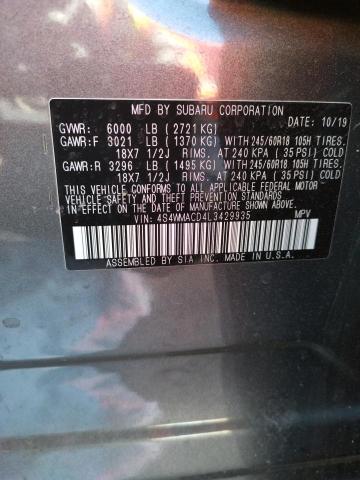 MFD BY SUBARU CORPORATION
DATE: 10/19
GVWR: 6000 LB (2721 KG)
GAWR:F 3021 LB (1370 KG) WITH 245/60R18 105H TIRES.
18X7 1/2J RIMS. AT 240 KPA (35 PSI) COLD
GAWR:R 3296 LB (1495 KG) WITH 245/60R18 105H TIRES.
18X7 1/2J RIMS. AT 240 KPA (35 PSI) COLD
THIS VEHICLE CONFORMS TO ALL APPLICABLE FEDERAL MOTOR
VEHICLE SAFETY AND THEFT PREVENTION STANDARDS
IN EFFECT ON THE DATE OF MANUFACTURE SHOWN ABOVE.
VIN: 4S4WMACD4L3429935 MPV
ASSEMBLED BY SIA INC. MADE IN U.S.A.